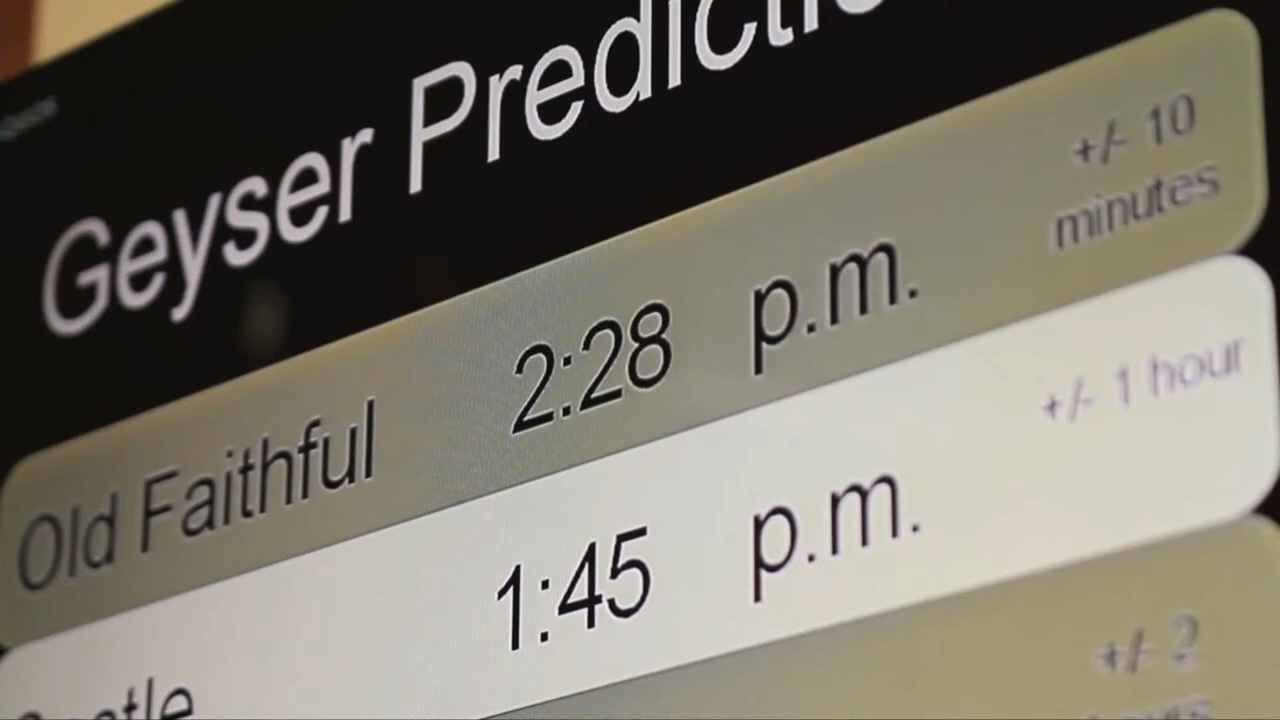 Geyser Predictio
Old Faithful 2:28 p.m. +/- 10 minutes
1:45 p.m. +/- 1 hour
+/- 2